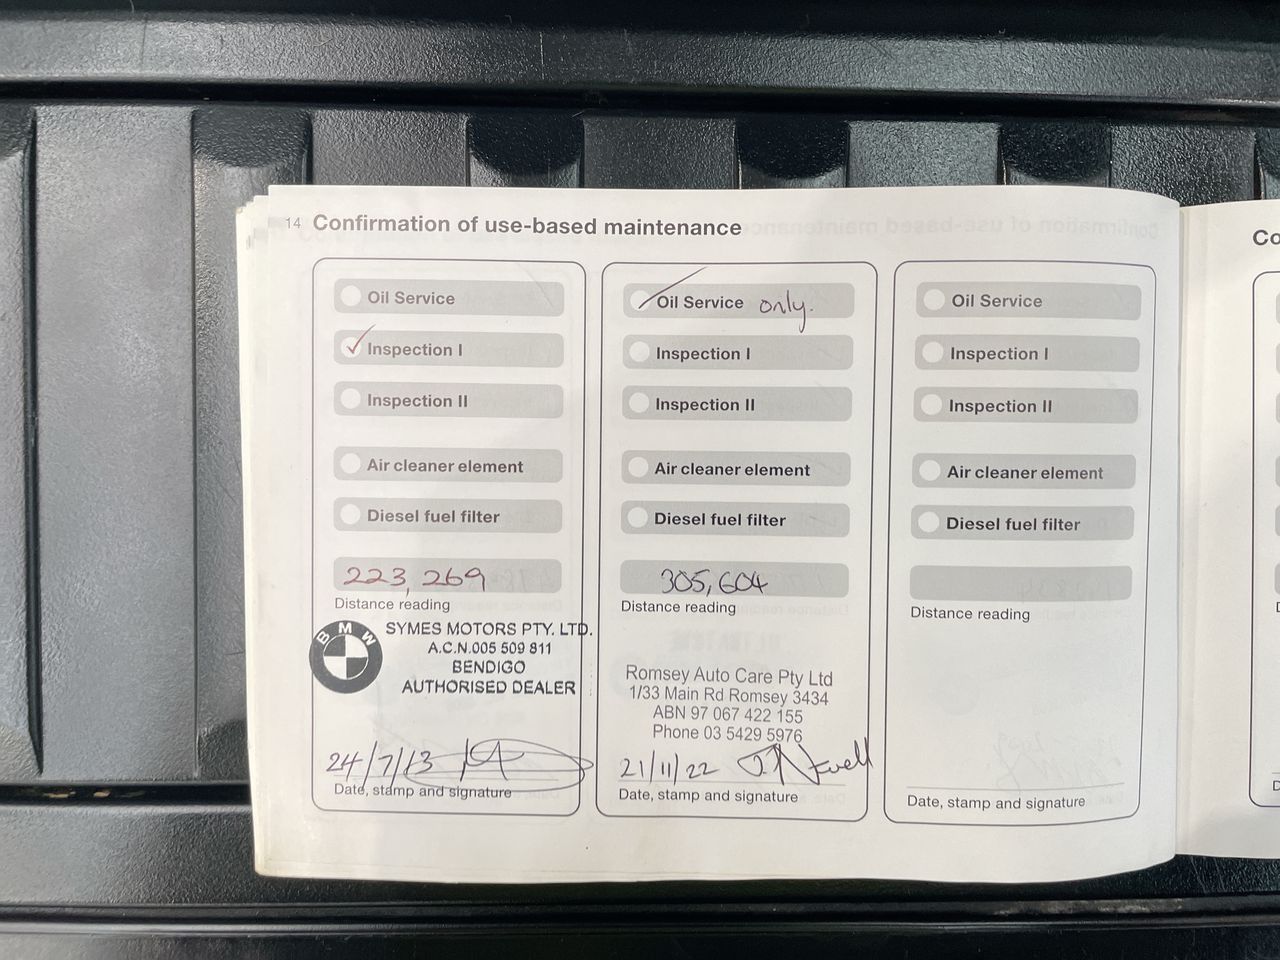 14 Confirmation of use-based maintenance
Oil Service
Inspection I
Inspection II
Air cleaner element
Diesel fuel filter
223,269
Distance reading
BMW
SYMES MOTORS PTY. LTD.
A.C.N.005 509 811
BENDIGO
AUTHORISED DEALER
24/7/13
Date, stamp and signature
Oil Service only.
Inspection I
Inspection II
Air cleaner element
Diesel fuel filter
305,604
Distance reading
Romsey Auto Care Pty Ltd
1/33 Main Rd Romsey 3434
ABN 97 067 422 155
Phone 03 5429 5976
21/11/22
Date, stamp and signature
Oil Service
Inspection I
Inspection II
Air cleaner element
Diesel fuel filter
Distance reading
Date, stamp and signature
Co